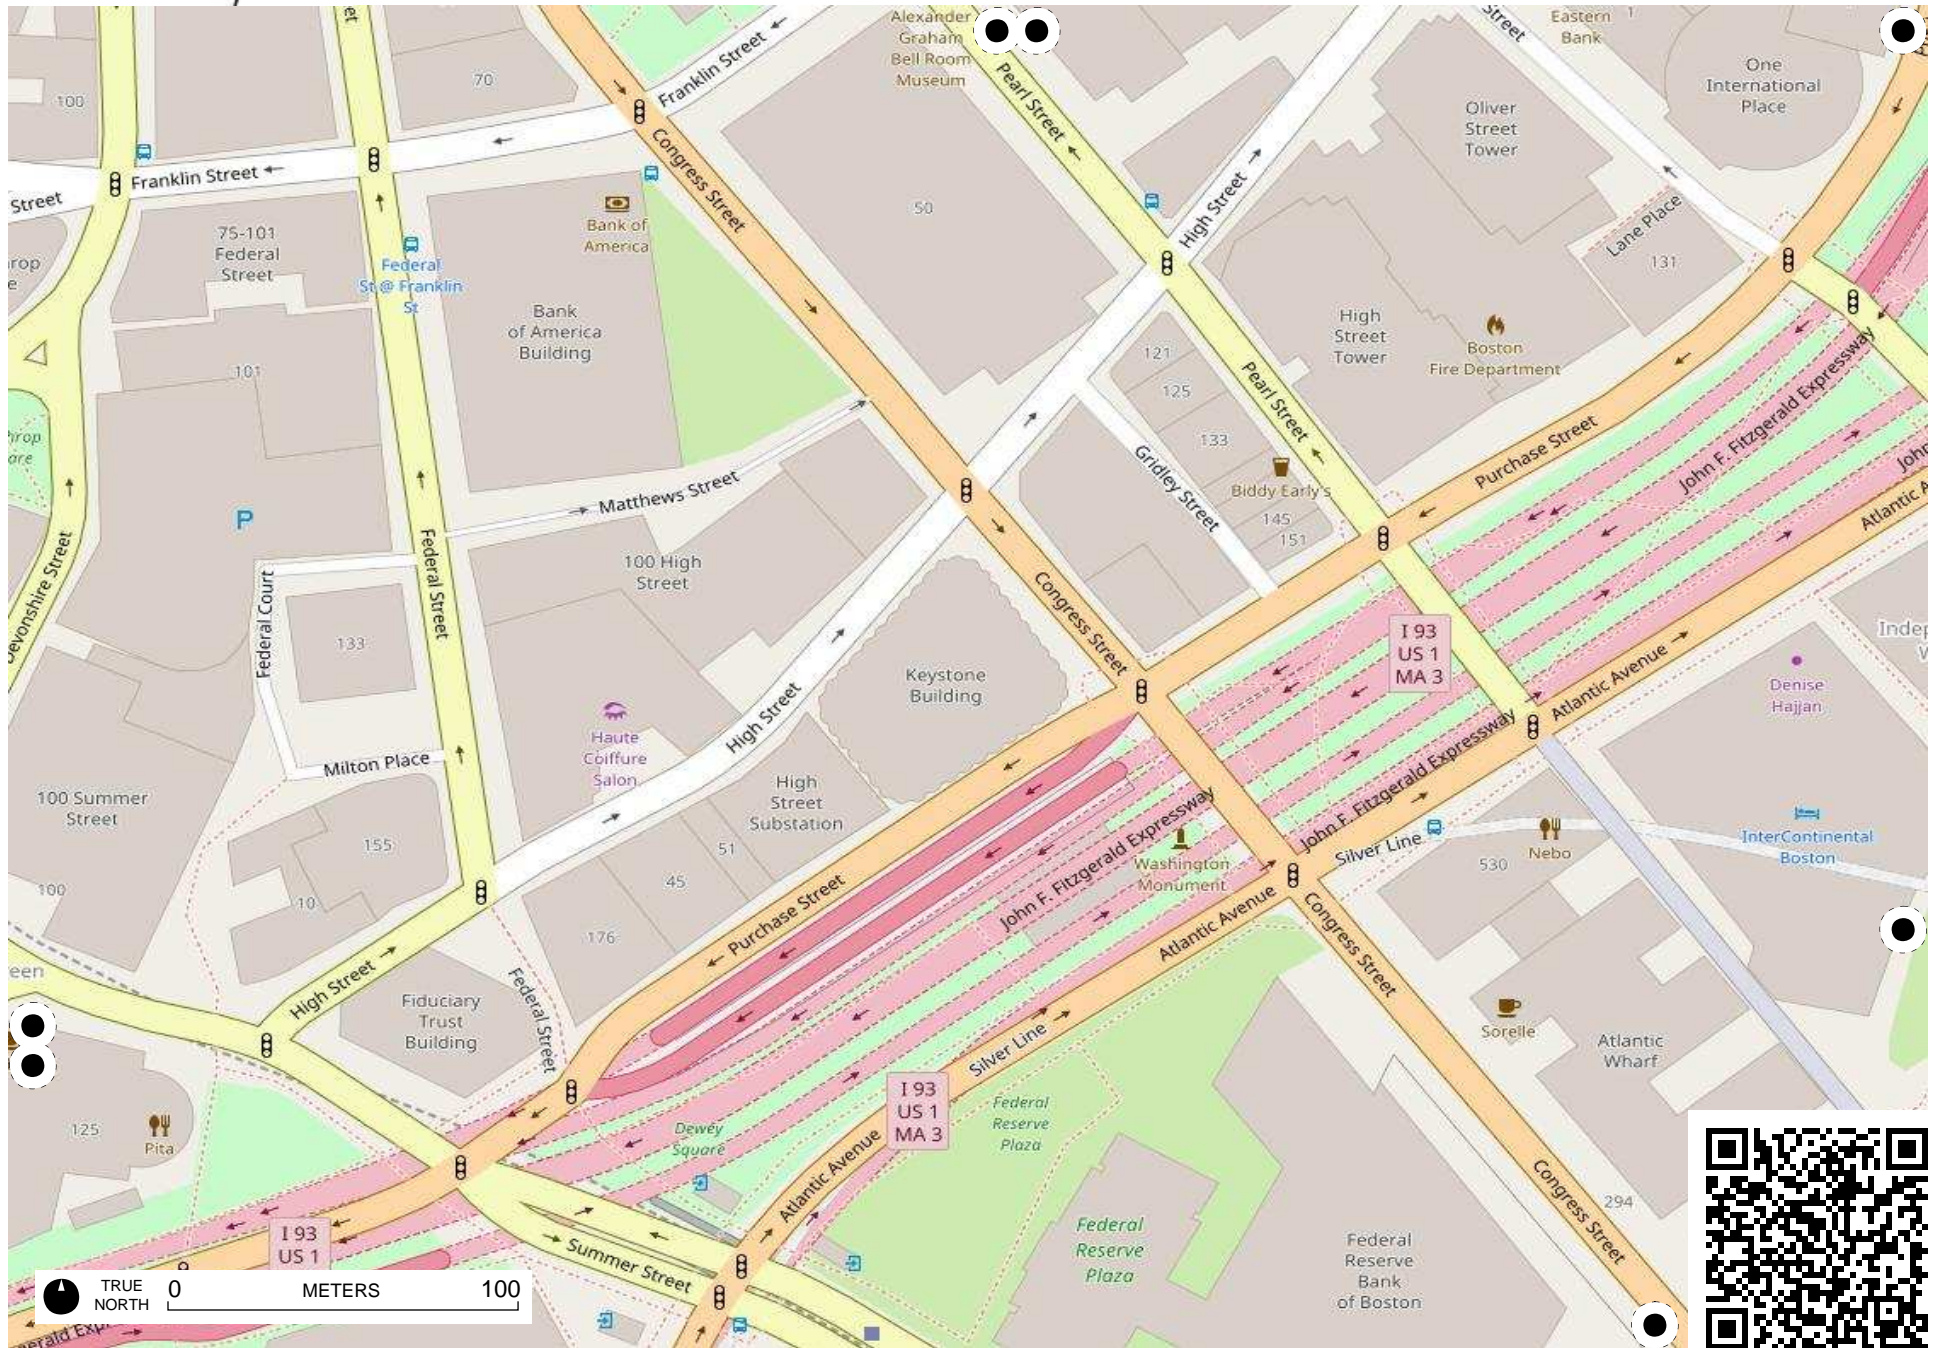 Alexander
Graham
Bell Room
Museum
Eastern
Bank
1
Street
One
International
Place
70
100
Franklin Street
Pearl Street
Oliver
Street
Tower
Congress Street
Franklin Street
Street
Bank of
America
50
High Street
Lane Place
131
75-101
Federal
Street
Federal
St @ Franklin
St
Bank
of America
Building
121
125
133
High
Street
Tower
Boston
Fire Department
101
John F. Fitzgerald Expressway
Pearl Street
Purchase Street
Gridley Street
Biddy Early's
145
151
Matthews Street
P
Federal Street
Devonshire Street
100 High
Street
Federal Court
133
Congress Street
I 93
US 1
MA 3
Keystone
Building
Atlantic Avenue
Denise
Hajjan
High Street
Haute
Coiffure
Salon
Milton Place
100 Summer
Street
High
Street
Substation
John F. Fitzgerald Expressway
John F. Fitzgerald Expressway
Washington
Monument
Silver Line
530
Nebo
InterContinental
Boston
155
51
45
100
10
176
Purchase Street
Atlantic Avenue
Congress Street
High Street
Federal Street
Fiduciary
Trust
Building
Sorelle
Atlantic
Wharf
Silver Line
I 93
US 1
MA 3
Federal
Reserve
Plaza
125
Pita
Dewey
Square
Atlantic Avenue
Congress Street
294
Federal
Reserve
Plaza
Federal
Reserve
Bank
of Boston
I 93
US 1
Summer Street
TRUE
NORTH
0 METERS 100